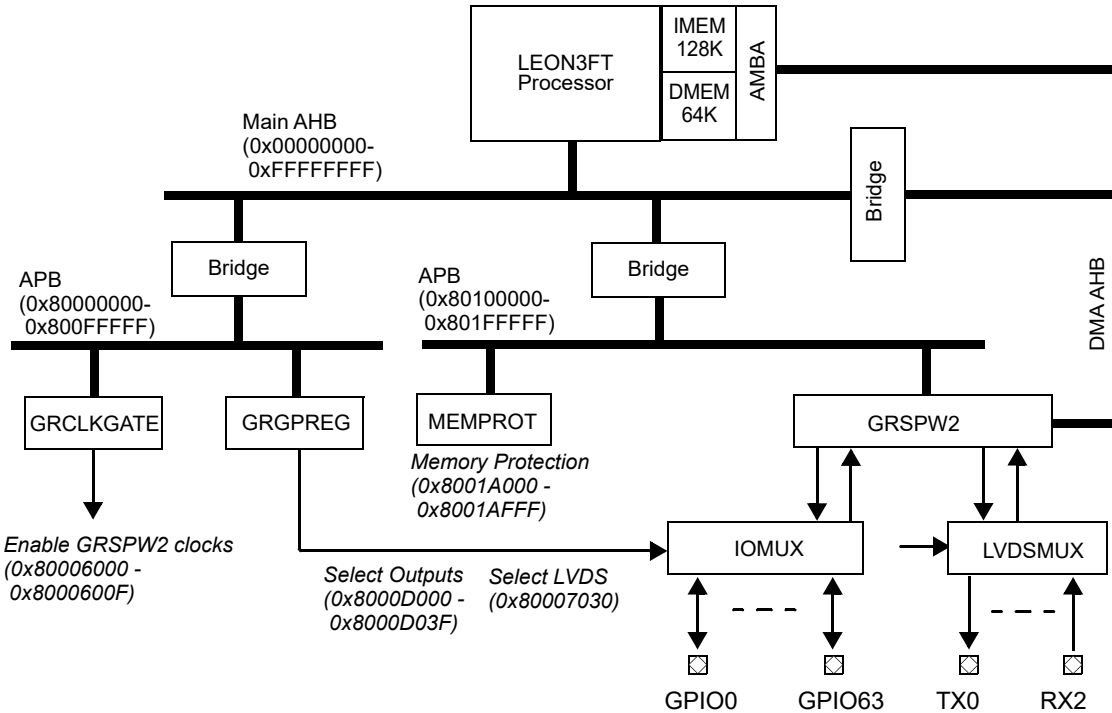 LEON3FT
Processor
IMEM
128K
DMEM
64K
AMBA
Main AHB
(0x00000000-
0xFFFFFFFF)
Bridge
Bridge
Bridge
APB
(0x80000000-
0x800FFFFF)
APB
(0x80100000-
0x801FFFFF)
DMA AHB
GRCLKGATE
GRGPREG
MEMPROT
GRSPW2
Memory Protection
(0x8001A000 -
0x8001AFFF)
Enable GRSPW2 clocks
(0x80006000 -
0x8000600F)
IOMUX
LVDSMUX
Select Outputs
(0x8000D000 -
0x8000D03F)
Select LVDS
(0x80007030)
GPIO0
GPIO63
TX0
RX2